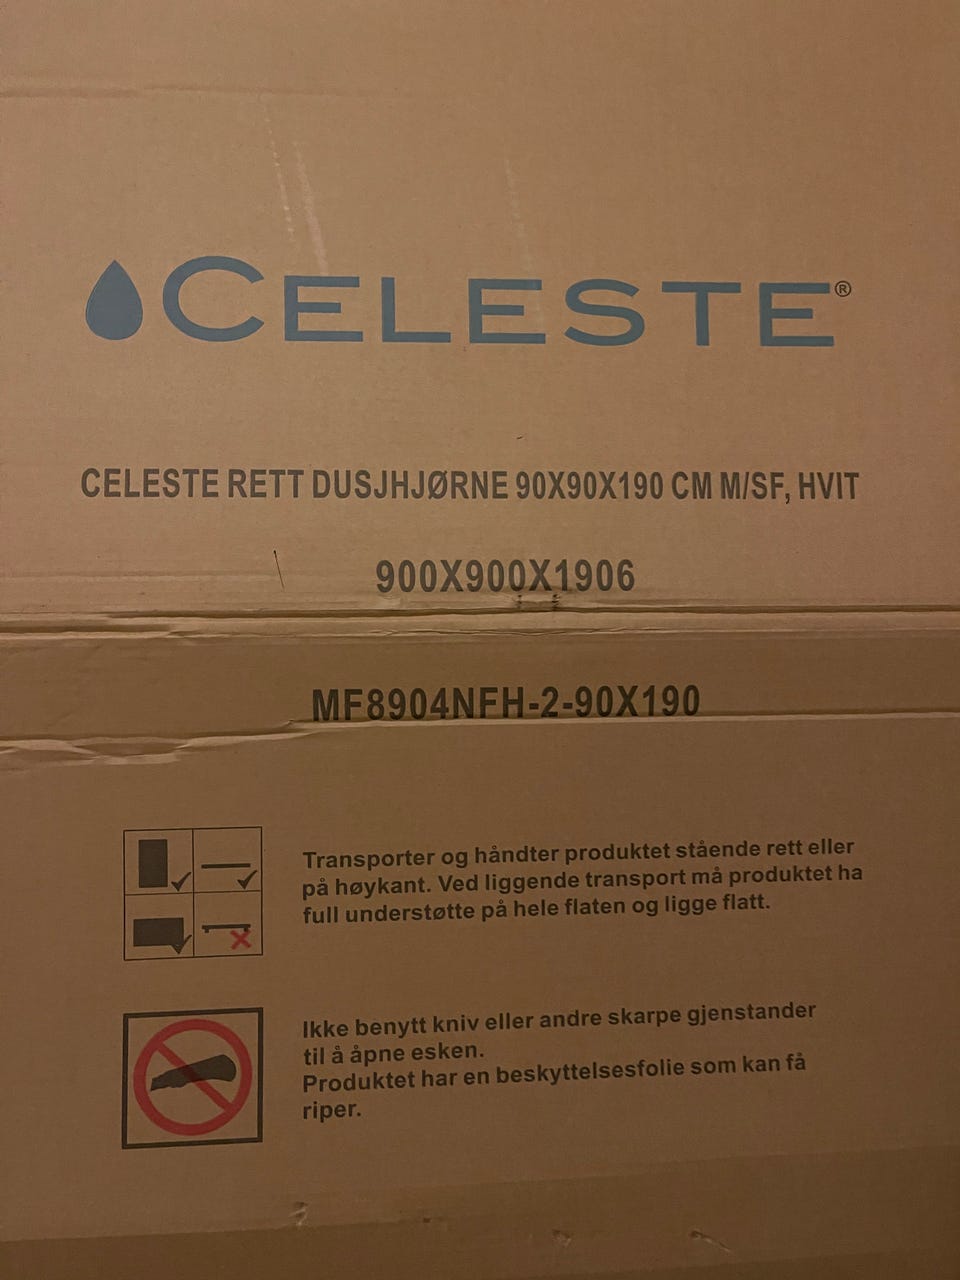 CELESTE®
CELESTE RETT DUSJHJØRNE 90X90X190 CM M/SF, HVIT
900X900X1906
MF8904NFH-2-90X190
Transporter og håndter produktet stående rett eller
på høykant. Ved liggende transport må produktet ha
full understøtte på hele flaten og ligge flatt.
Ikke benytt kniv eller andre skarpe gjenstander
til å åpne esken.
Produktet har en beskyttelsesfolie som kan få
riper.